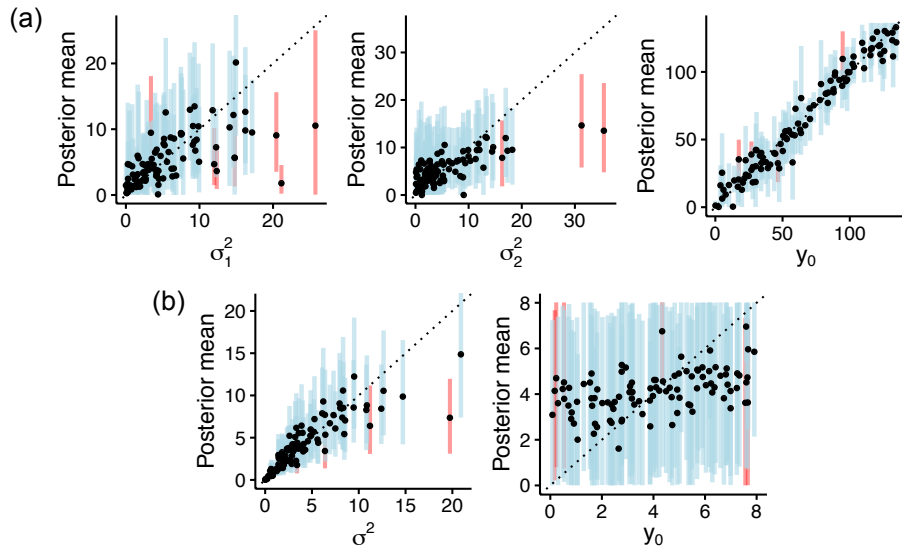 (a)
Posterior mean
20
10
0
0 10 20
σ₁²
Posterior mean
30
20
10
0
0 10 20 30
σ₂²
Posterior mean
100
50
0
0 50 100
y₀
(b)
Posterior mean
20
15
10
5
0
0 5 10 15 20
σ²
Posterior mean
8
6
4
2
0
0 2 4 6 8
y₀